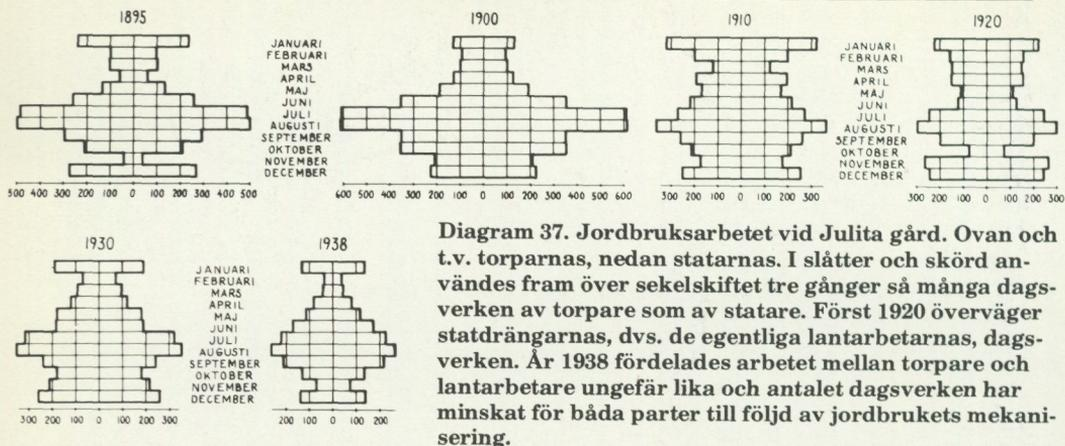 1895
1900
1910
1920
JANUARI
FEBRUARI
MARS
APRIL
MAJ
JUNI
JULI
AUGUSTI
SEPTEMBER
OKTOBER
NOVEMBER
DECEMBER
JANUARI
FEBRUARI
MARS
APRIL
MAJ
JUNI
JULI
AUGUSTI
SEPTEMBER
OKTOBER
NOVEMBER
DECEMBER
500 400 300 200 100 0 100 200 300 400 500
600 500 400 300 200 100 0 100 200 300 400 500 600
300 200 100 0 100 200 300
300 200 100 0 100 200 300
1930
1938
JANUARI
FEBRUARI
MARS
APRIL
MAJ
JUNI
JULI
AUGUSTI
SEPTEMBER
OKTOBER
NOVEMBER
DECEMBER
300 200 100 0 100 200 300
200 100 0 100 200
Diagram 37. Jordbruksarbetet vid Julita gård. Ovan och
t.v. torparnas, nedan statarnas. I slåtter och skörd an-
vändes fram över sekelskiftet tre gånger så många dags-
verken av torpare som av statare. Först 1920 överväger
statdrängarnas, dvs. de egentliga lantarbetarnas, dags-
verken. År 1938 fördelades arbetet mellan torpare och
lantarbetare ungefär lika och antalet dagsverken har
minskat för båda parter till följd av jordbrukets mekani-
sering.